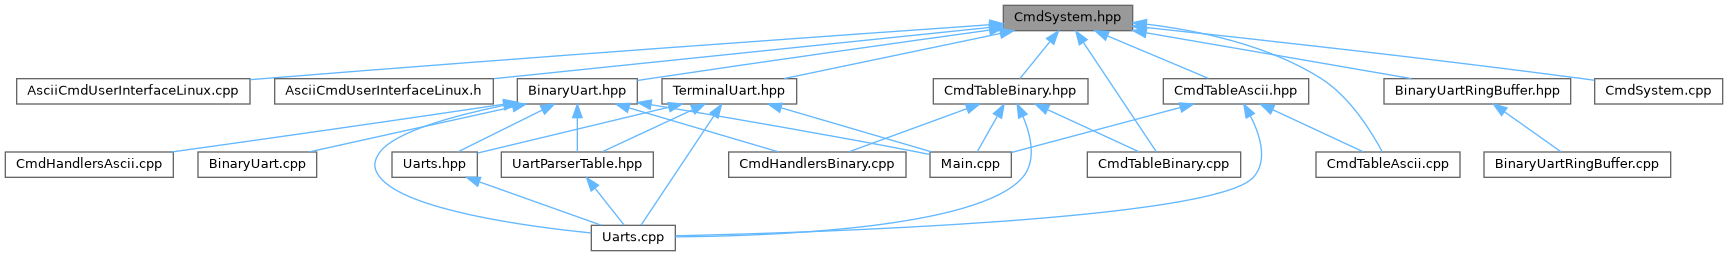 CmdSystem.hpp
AsciiCmdUserInterfaceLinux.cpp
AsciiCmdUserInterfaceLinux.h
BinaryUart.hpp
TerminalUart.hpp
CmdTableBinary.hpp
CmdTableAscii.hpp
BinaryUartRingBuffer.hpp
CmdSystem.cpp
CmdHandlersAscii.cpp
BinaryUart.cpp
Uarts.hpp
UartParserTable.hpp
CmdHandlersBinary.cpp
Main.cpp
CmdTableBinary.cpp
CmdTableAscii.cpp
BinaryUartRingBuffer.cpp
Uarts.cpp